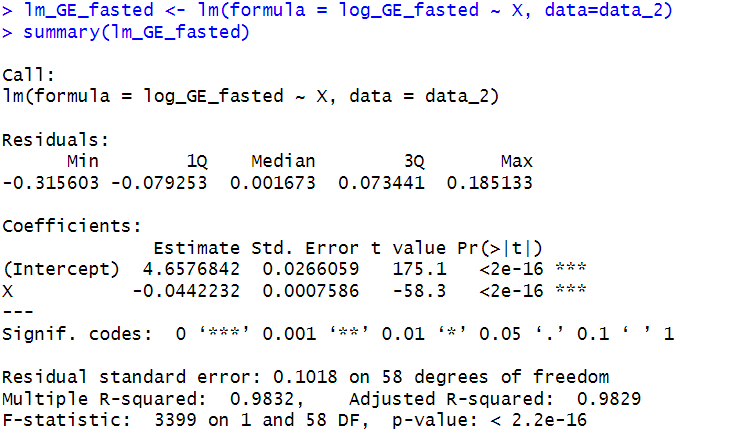 > lm_GE_fasted <- lm(formula = log_GE_fasted ~ X, data=data_2)
> summary(lm_GE_fasted)
Call:
lm(formula = log_GE_fasted ~ X, data = data_2)
Residuals:
      Min        1Q    Median        3Q       Max
-0.315603 -0.079253  0.001673  0.073441  0.185133
Coefficients:
              Estimate Std. Error t value Pr(>|t|)
(Intercept)  4.6576842  0.0266059   175.1   <2e-16 ***
X           -0.0442232  0.0007586   -58.3   <2e-16 ***
---
Signif. codes:  0 ‘***’ 0.001 ‘**’ 0.01 ‘*’ 0.05 ‘.’ 0.1 ‘ ’ 1
Residual standard error: 0.1018 on 58 degrees of freedom
Multiple R-squared:  0.9832,    Adjusted R-squared:  0.9829
F-statistic:  3399 on 1 and 58 DF,  p-value: < 2.2e-16